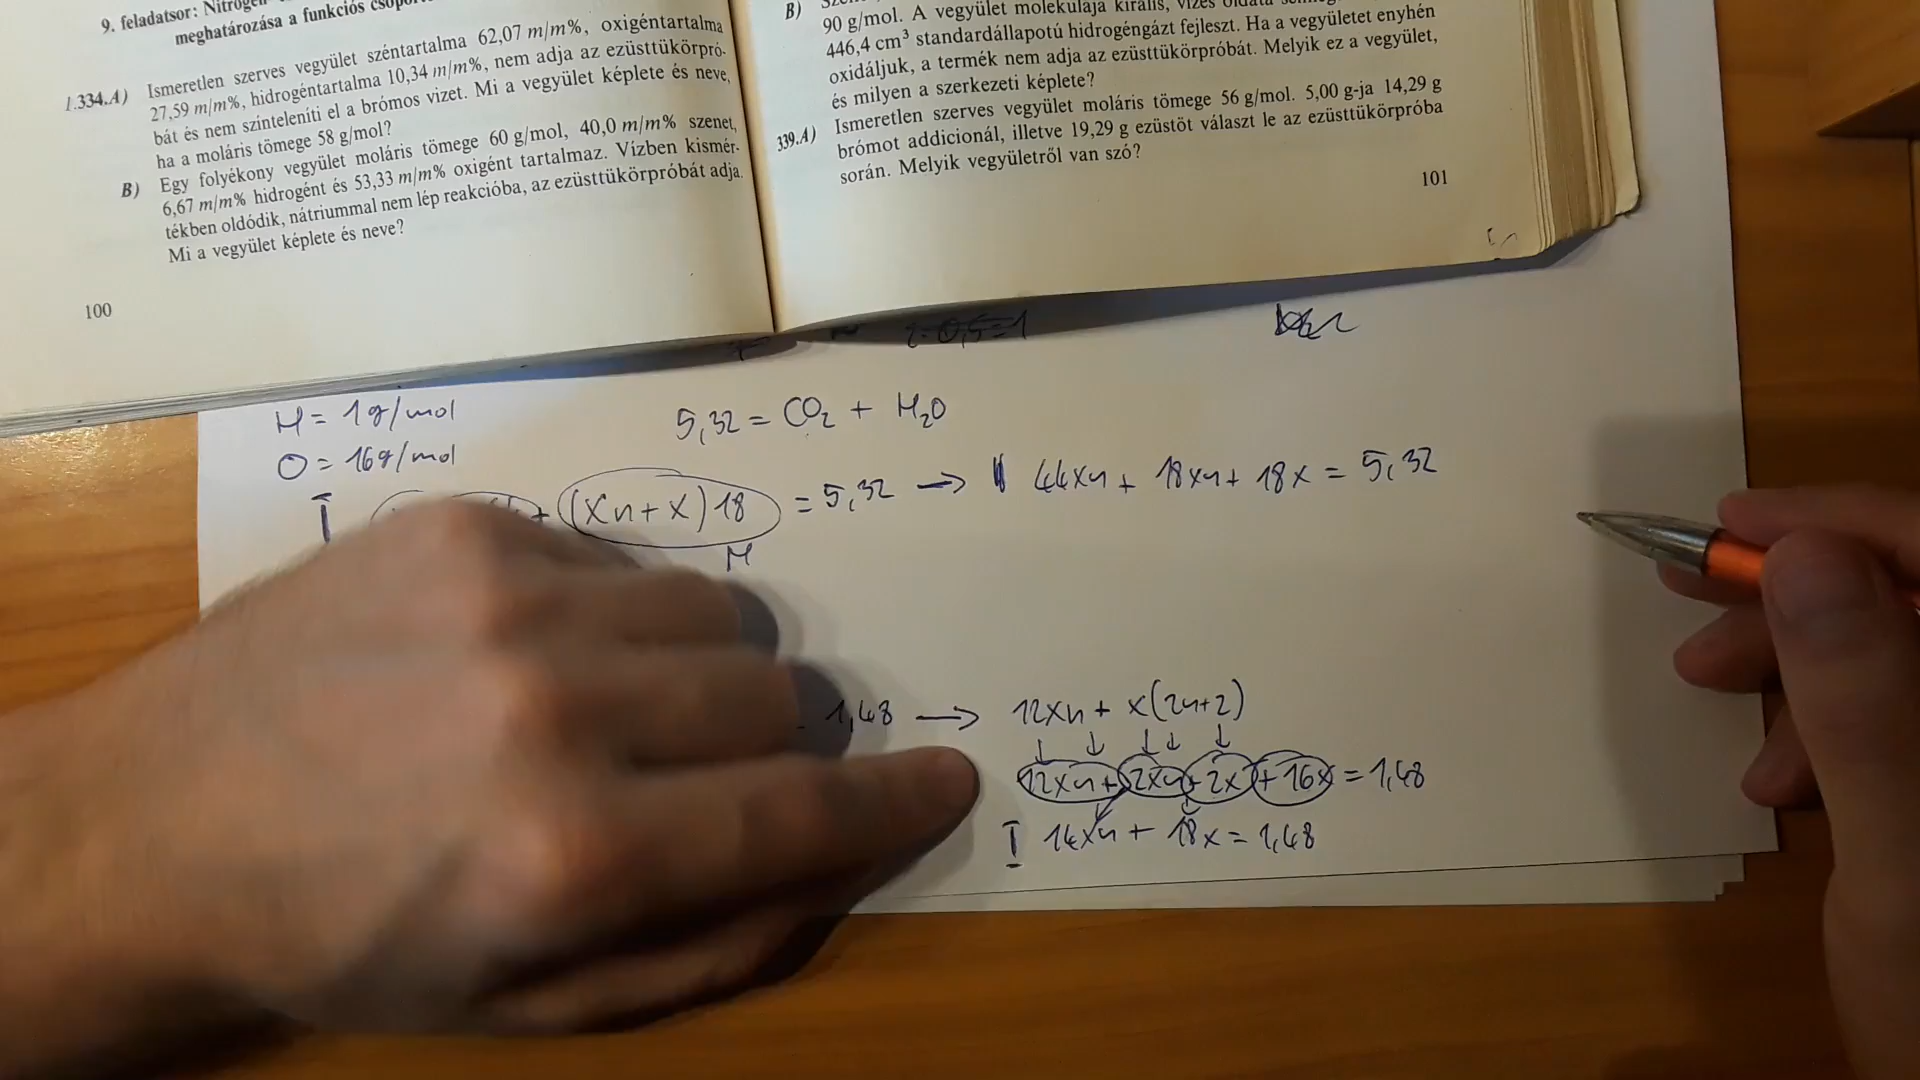 9. feladatsor: Nitrogén
meghatározása a funkciós
1.334.A) Ismeretlen szerves vegyület széntartalma 62,07 m/m%, oxigéntartalma
27,59 m/m%, hidrogéntartalma 10,34 m/m%, nem adja az ezüsttükörpró-
bát és nem színteleníti el a brómos vizet. Mi a vegyület képlete és neve,
ha a moláris tömege 58 g/mol?
B) Egy folyékony vegyület moláris tömege 60 g/mol, 40,0 m/m% szenet,
6,67 m/m% hidrogént és 53,33 m/m% oxigént tartalmaz. Vízben kismér-
tékben oldódik, nátriummal nem lép reakcióba, az ezüsttükörpróbát adja.
Mi a vegyület képlete és neve?
100
B)
90 g/mol. A vegyület molekulája királis, vizes oldata
446,4 cm³ standardállapotú hidrogéngázt fejleszt. Ha a vegyületet enyhén
oxidáljuk, a termék nem adja az ezüsttükörpróbát. Melyik ez a vegyület,
és milyen a szerkezeti képlete?
339.A) Ismeretlen szerves vegyület moláris tömege 56 g/mol. 5,00 g-ja 14,29 g
brómot addicionál, illetve 19,29 g ezüstöt választ le az ezüsttükörpróba
során. Melyik vegyületről van szó?
101
2·0,5=1
H = 1g/mol
O = 16g/mol
5,32 = CO₂ + H₂O
I + (xn+x)18 = 5,32 → 44xn + 18xn + 18x = 5,32
M
1,48 → 12xn + x(2n+2)
↓ ↓ ↓ ↓ ↓
12xn + 2xn + 2x + 16x = 1,48
I 14xn + 18x = 1,48